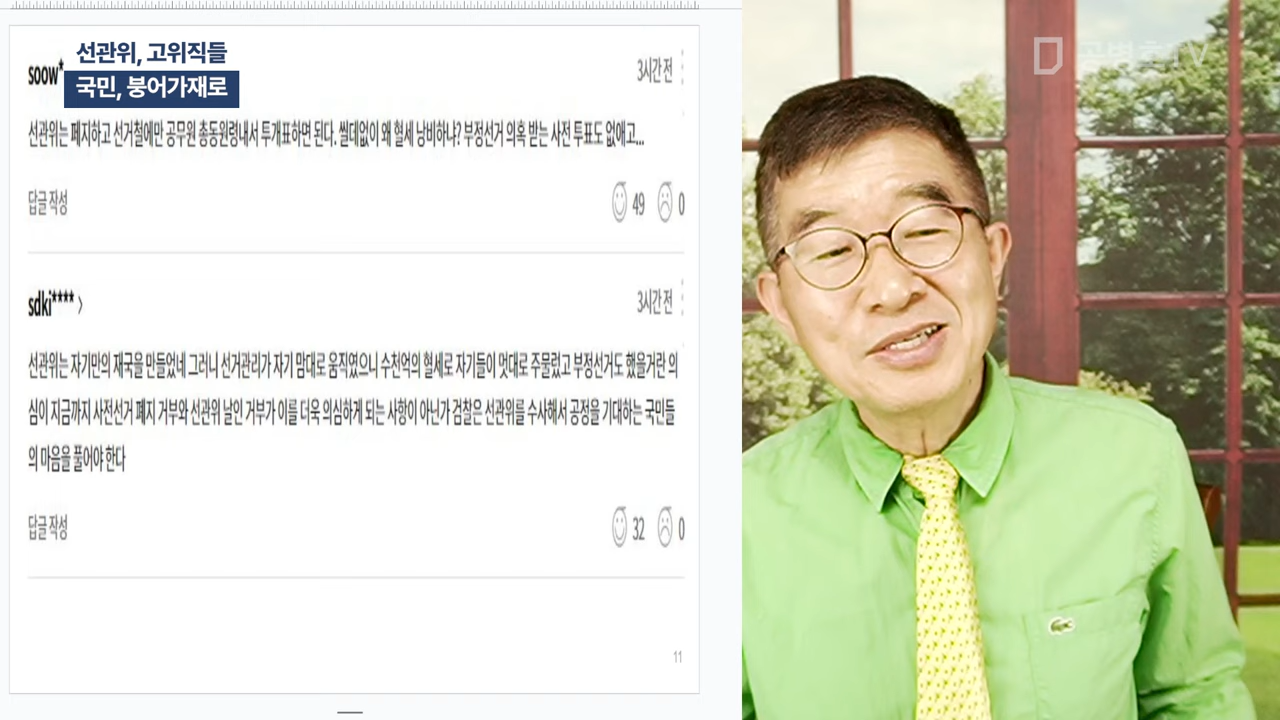 선관위, 고위직들
국민, 붕어가재로
soow*
3시간 전
선관위는 폐지하고 선거철에만 공무원 총동원령내서 투개표하면 된다. 씰데없이 왜 혈세 낭비하냐? 부정선거 의혹 받는 사전 투표도 없애고...
답글 작성
49
0
sdki**** 〉
3시간 전
선관위는 자기만의 재국을 만들었네 그러니 선거관리가 자기 맘대로 움직였으니 수천억의 혈세로 자기들이 멋대로 주물렀고 부정선거도 했을거란 의
심이 지금까지 사전선거 폐지 거부와 선관위 날인 거부가 이를 더욱 의심하게 되는 사항이 아닌가 검찰은 선관위를 수사해서 공정을 기대하는 국민들
의 마음을 풀어야 한다
답글 작성
32
0
11
공병호TV